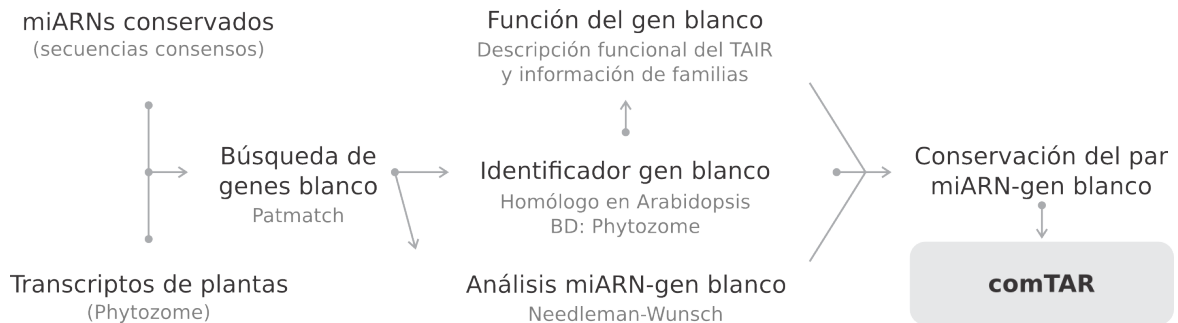 miARNs conservados
(secuencias consensos)
Transcriptos de plantas
(Phytozome)
Búsqueda de
genes blanco
Patmatch
Función del gen blanco
Descripción funcional del TAIR
y información de familias
Identificador gen blanco
Homólogo en Arabidopsis
BD: Phytozome
Análisis miARN-gen blanco
Needleman-Wunsch
Conservación del par
miARN-gen blanco
comTAR